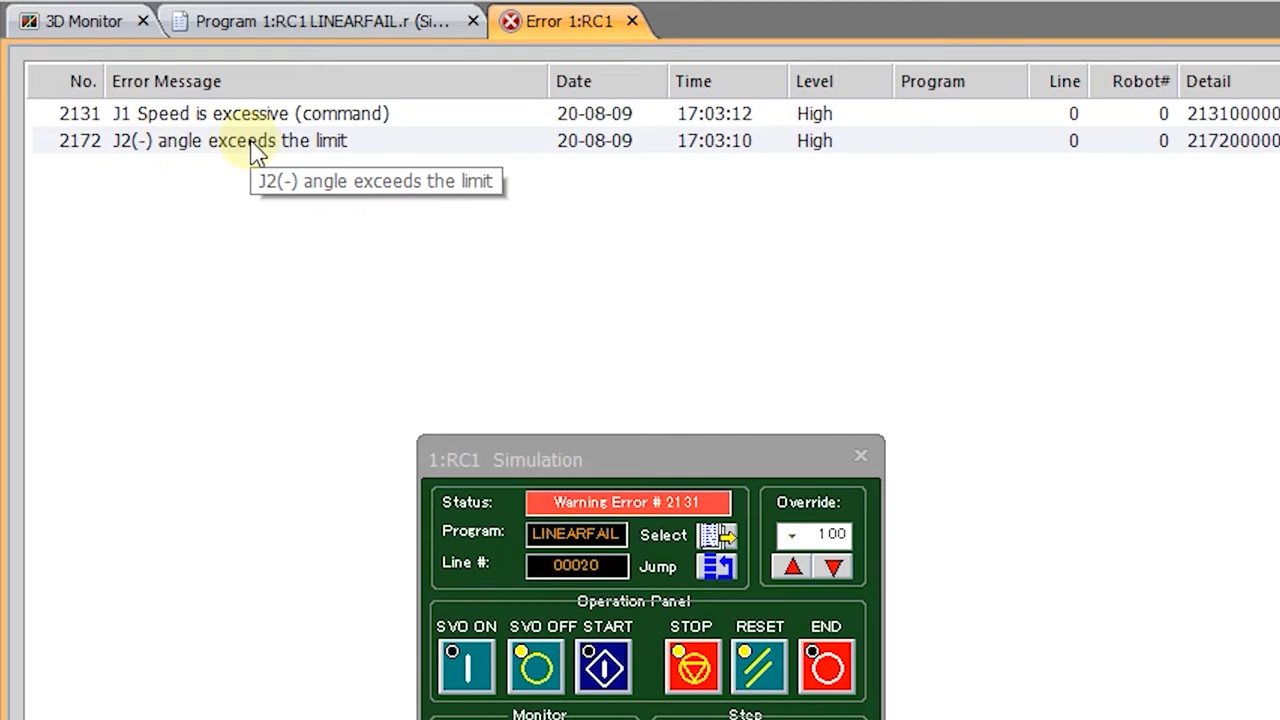 3D Monitor
Program 1:RC1 LINEARFAIL.r (Si...
Error 1:RC1
No. Error Message Date Time Level Program Line Robot# Detail
2131 J1 Speed is excessive (command) 20-08-09 17:03:12 High 0 0 213100000
2172 J2(-) angle exceeds the limit 20-08-09 17:03:10 High 0 0 217200000
J2(-) angle exceeds the limit
1:RC1 Simulation
Status: Warning Error # 2131 Override:
Program: LINEARFAIL Select 100
Line #: 00020 Jump
Operation Panel
SVO ON SVO OFF START STOP RESET END
Monitor Step